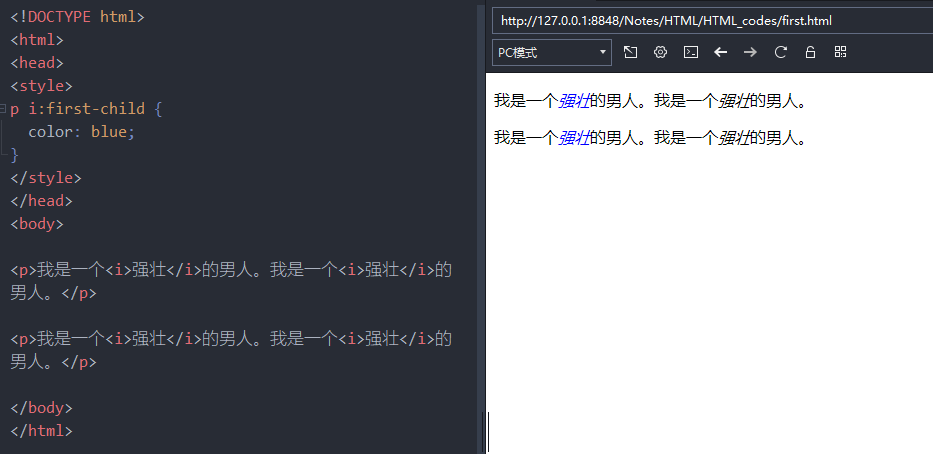 <!DOCTYPE html>
<html>
<head>
<style>
p i:first-child {
  color: blue;
}
</style>
</head>
<body>
<p>我是一个<i>强壮</i>的男人。我是一个<i>强壮</i>的
男人。</p>
<p>我是一个<i>强壮</i>的男人。我是一个<i>强壮</i>的
男人。</p>
</body>
</html>
http://127.0.0.1:8848/Notes/HTML/HTML_codes/first.html
PC模式
我是一个强壮的男人。我是一个强壮的男人。
我是一个强壮的男人。我是一个强壮的男人。